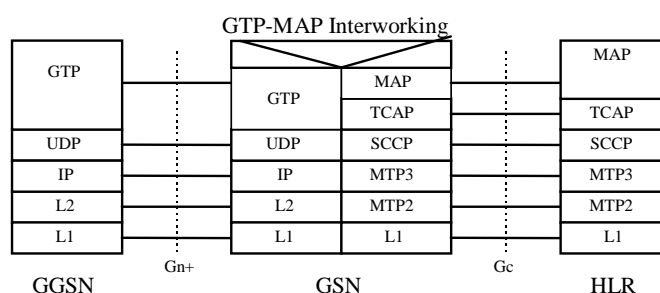 GTP-MAP Interworking
GTP
GTP
MAP
MAP
TCAP
TCAP
UDP
UDP
SCCP
SCCP
IP
IP
MTP3
MTP3
L2
L2
MTP2
MTP2
L1
L1
L1
L1
Gn+
Gc
GGSN
GSN
HLR